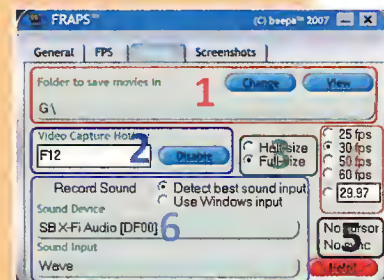 FRAPS™ (C) beepa™ 2007
General FPS Screenshots
Folder to save movies in
1
Change View
G:\
Video Capture Hotkey
F12
2
Disable
Half-size
Full-size
3
25 fps
30 fps
50 fps
60 fps
29.97
Record Sound
Detect best sound input
Use Windows input
Sound Device
SB X-Fi Audio [DF00]
6
Sound Input
Wave
No cursor
No sync
5
Help!